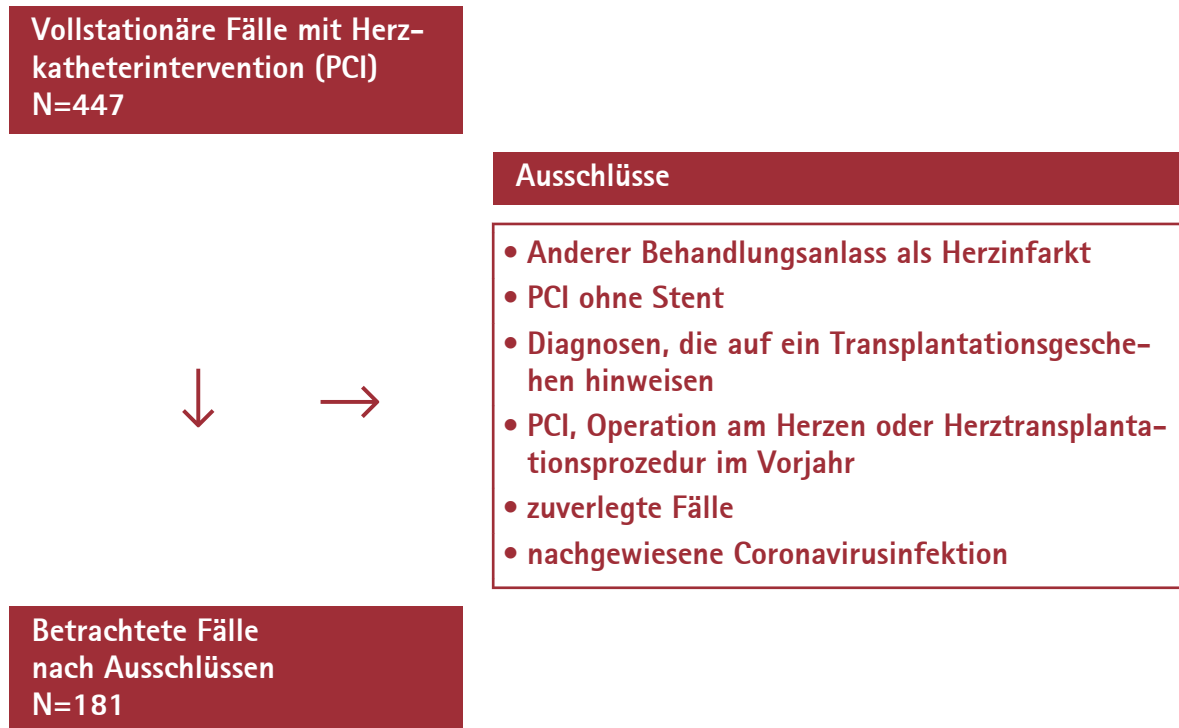 Vollstationäre Fälle mit Herz-
katheterintervention (PCI)
N=447
Ausschlüsse
• Anderer Behandlungsanlass als Herzinfarkt
• PCI ohne Stent
• Diagnosen, die auf ein Transplantationsgesche-
hen hinweisen
• PCI, Operation am Herzen oder Herztransplanta-
tionsprozedur im Vorjahr
• zuverlegte Fälle
• nachgewiesene Coronavirusinfektion
Betrachtete Fälle
nach Ausschlüssen
N=181